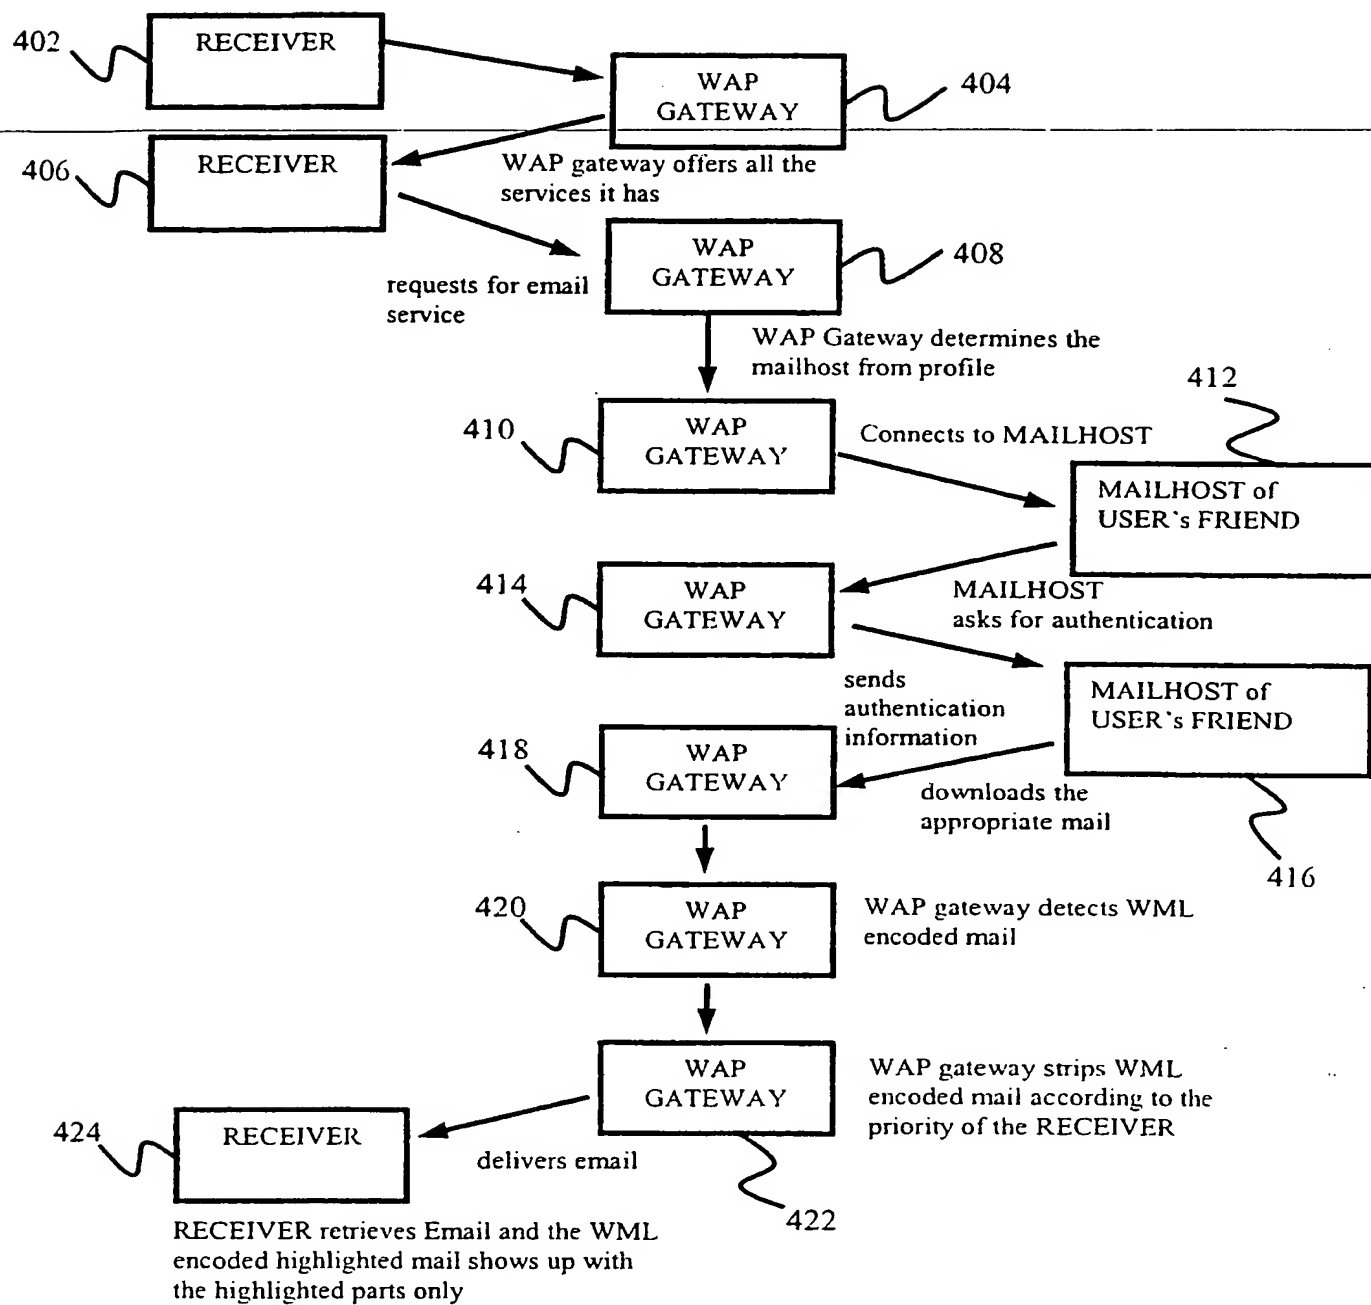 402
RECEIVER
WAP
GATEWAY
404
406
RECEIVER
WAP gateway offers all the
services it has
WAP
GATEWAY
408
requests for email
service
WAP Gateway determines the
mailhost from profile
412
410
WAP
GATEWAY
Connects to MAILHOST
MAILHOST of
USER's FRIEND
414
WAP
GATEWAY
MAILHOST
asks for authentication
sends
authentication
information
MAILHOST of
USER's FRIEND
418
WAP
GATEWAY
downloads the
appropriate mail
416
420
WAP
GATEWAY
WAP gateway detects WML
encoded mail
WAP
GATEWAY
WAP gateway strips WML
encoded mail according to the
priority of the RECEIVER
424
RECEIVER
delivers email
422
RECEIVER retrieves Email and the WML
encoded highlighted mail shows up with
the highlighted parts only